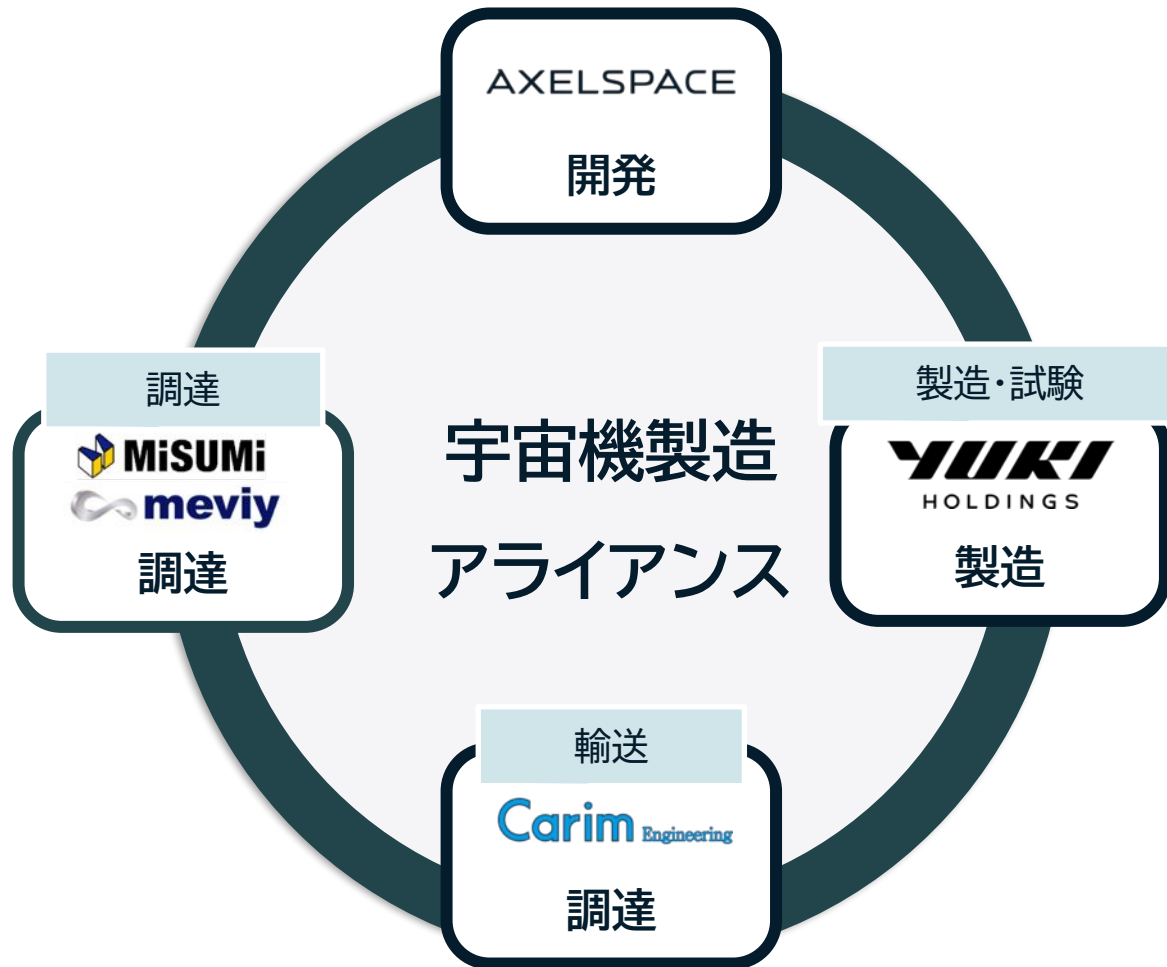 AXELSPACE
開発
調達
MiSUMi
meviy
調達
宇宙機製造
アライアンス
製造・試験
YUKI
HOLDINGS
製造
輸送
Carim Engineering
調達